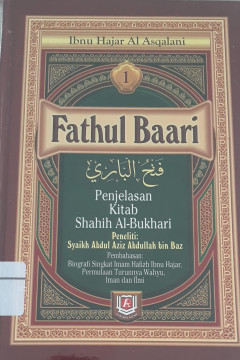 Ibnu Hajar Al Asqalani
1
Fathul Baari
فتح الباري
Penjelasan
Kitab
Shahih Al-Bukhari
Peneliti:
Syaikh Abdul Aziz Abdullah bin Baz
Pembahasan:
Biografi Singkat Imam Hafizh Ibnu Hajar,
Permulaan Turunnya Wahyu,
Iman dan Ilmi